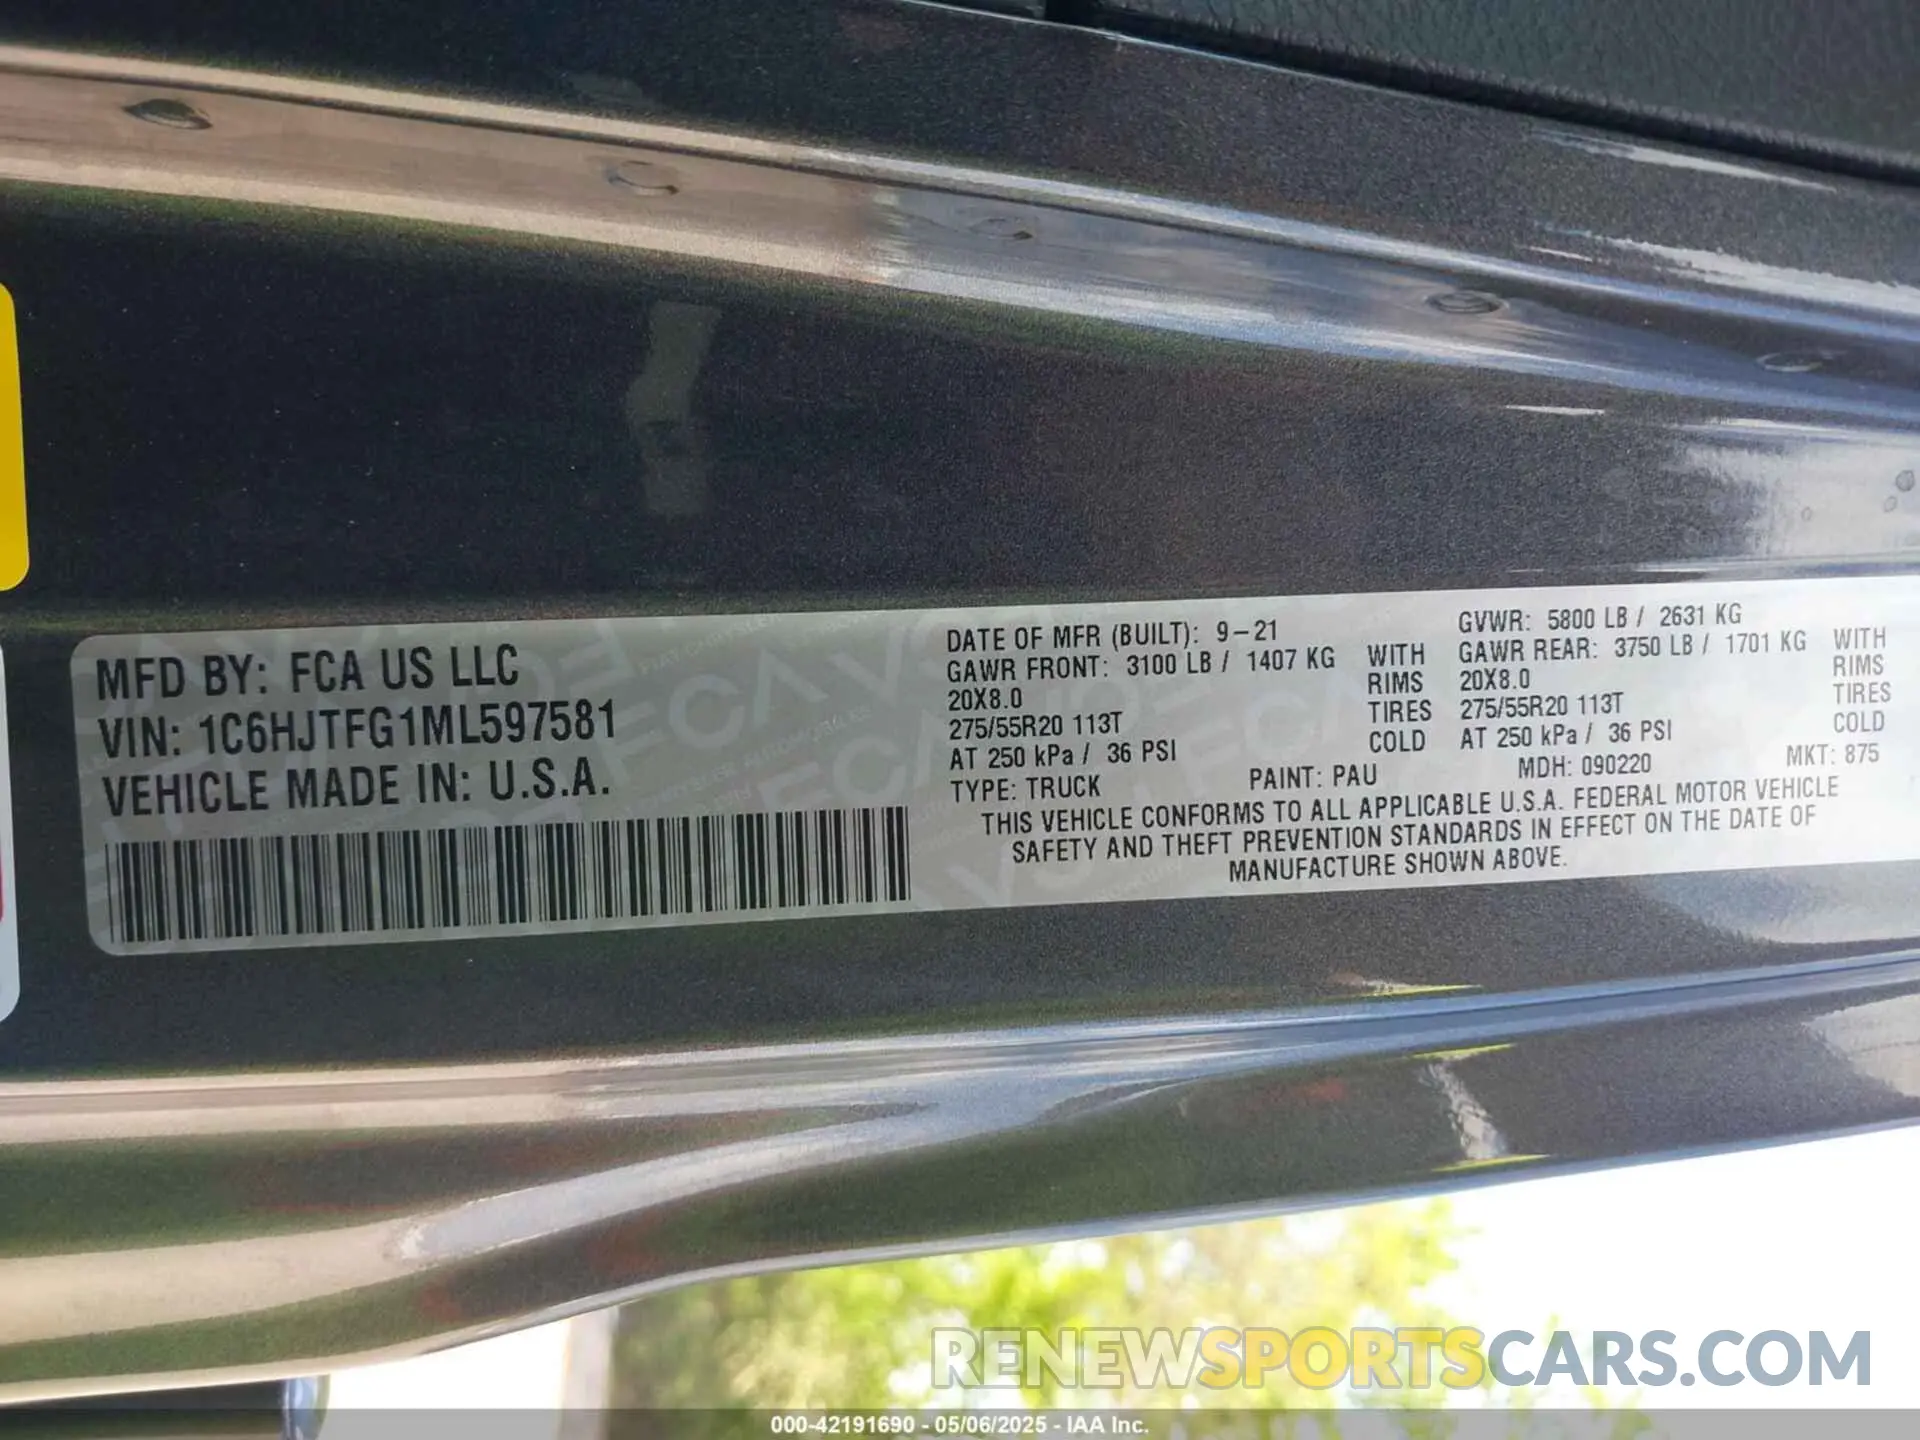 MFD BY: FCA US LLC
VIN: 1C6HJTFG1ML597581
VEHICLE MADE IN: U.S.A.
DATE OF MFR (BUILT): 9-21
GAWR FRONT: 3100 LB / 1407 KG WITH
20X8.0 RIMS
275/55R20 113T TIRES
AT 250 kPa / 36 PSI COLD
GVWR: 5800 LB / 2631 KG
GAWR REAR: 3750 LB / 1701 KG WITH
20X8.0 RIMS
275/55R20 113T TIRES
AT 250 kPa / 36 PSI COLD
TYPE: TRUCK PAINT: PAU MDH: 090220 MKT: 875
THIS VEHICLE CONFORMS TO ALL APPLICABLE U.S.A. FEDERAL MOTOR VEHICLE
SAFETY AND THEFT PREVENTION STANDARDS IN EFFECT ON THE DATE OF
MANUFACTURE SHOWN ABOVE.
RENEWSPORTSCARS.COM
000-42191690 - 05/06/2025 - IAA Inc.